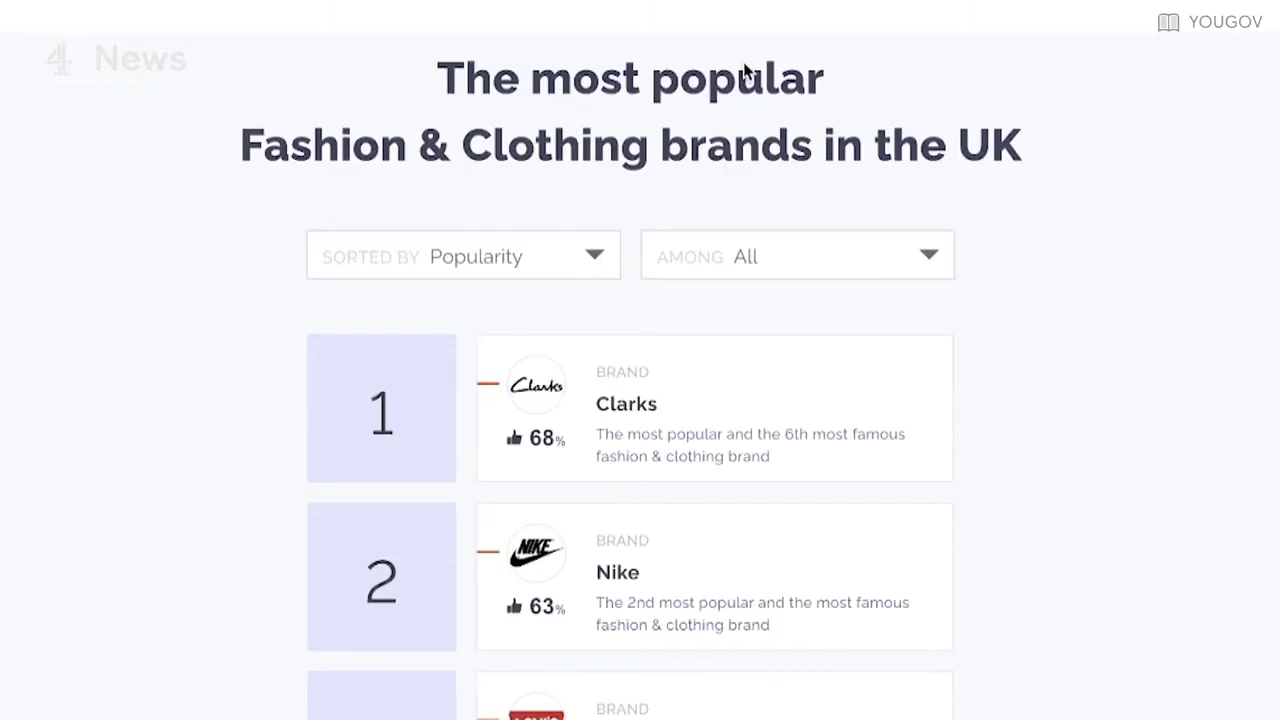 YOUGOV
4 News
The most popular
Fashion & Clothing brands in the UK
SORTED BY Popularity
AMONG All
1
Clarks
68%
BRAND
Clarks
The most popular and the 6th most famous
fashion & clothing brand
2
NIKE
63%
BRAND
Nike
The 2nd most popular and the most famous
fashion & clothing brand
BRAND